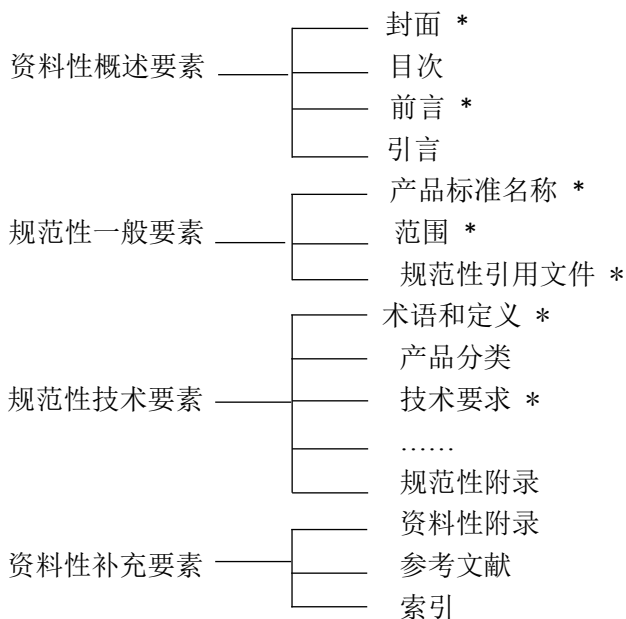 资料性概述要素
封面 *
目次
前言 *
引言
规范性一般要素
产品标准名称 *
范围 *
规范性引用文件 *
规范性技术要素
术语和定义 *
产品分类
技术要求 *
……
规范性附录
资料性补充要素
资料性附录
参考文献
索引